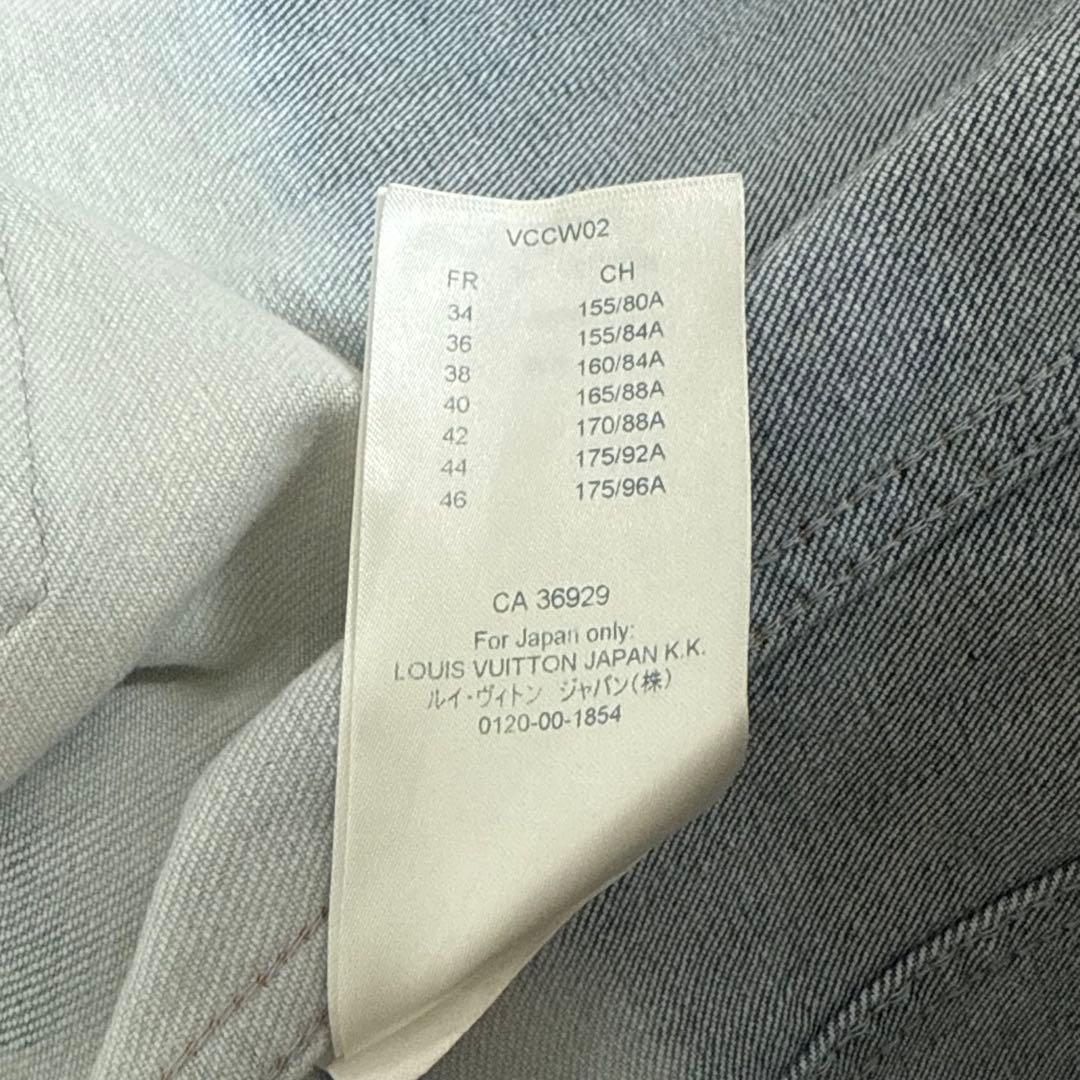 VCCW02
FR CH
34 155/80A
36 155/84A
38 160/84A
40 165/88A
42 170/88A
44 175/92A
46 175/96A
CA 36929
For Japan only:
LOUIS VUITTON JAPAN K.K.
ルイ・ヴィトン ジャパン(株)
0120-00-1854